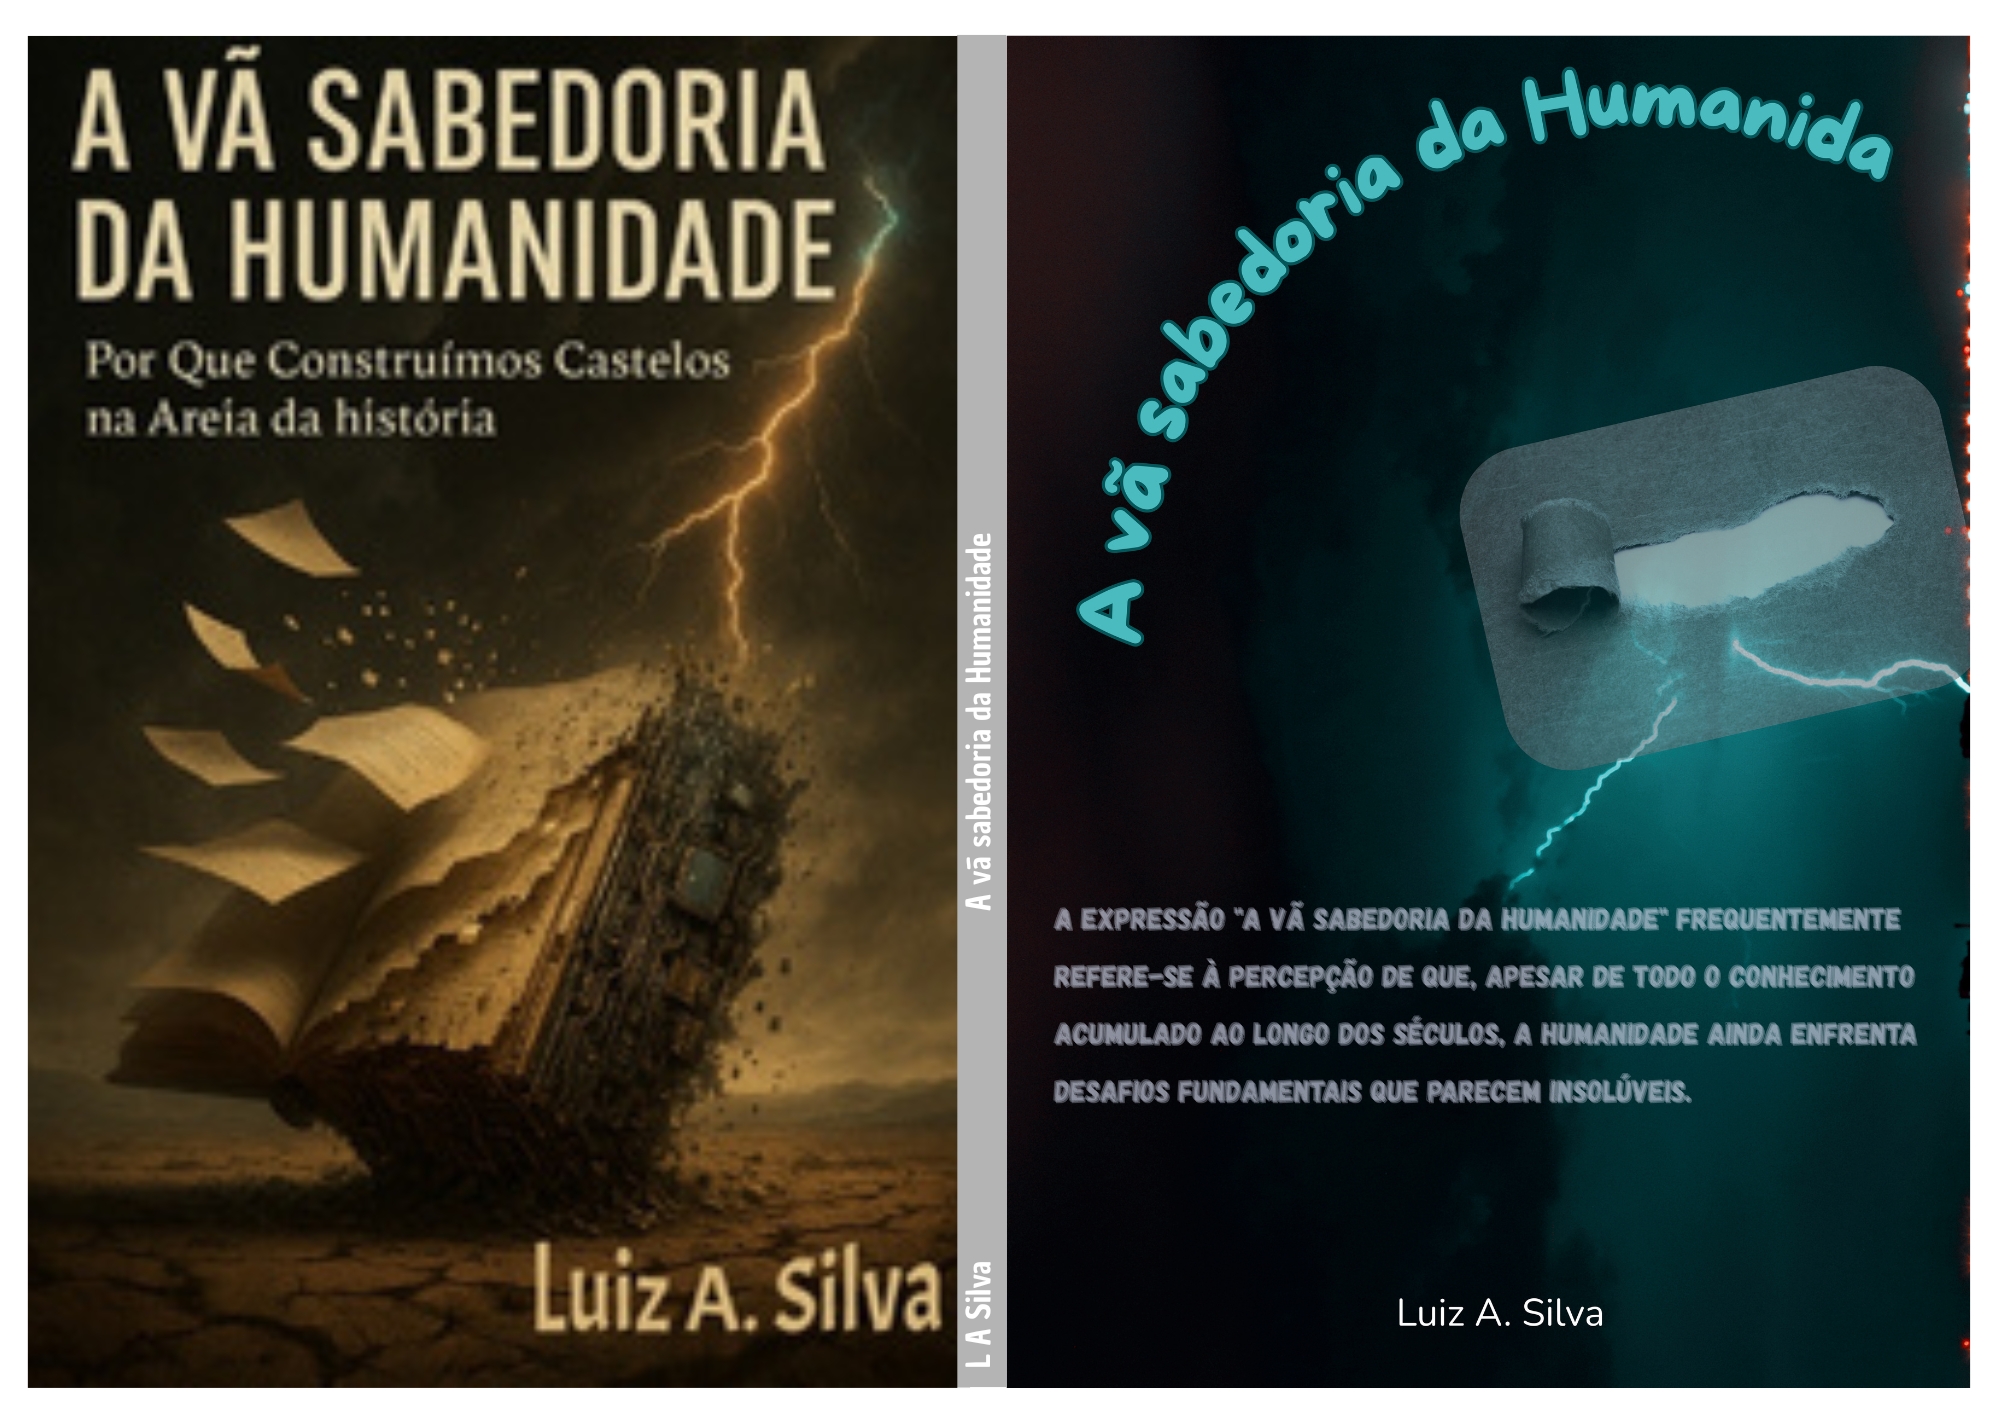 A VÃ SABEDORIA
DA HUMANIDADE
Por Que Construímos Castelos
na Areia da história
Luiz A. Silva
A vã sabedoria da Humanidade
L A Silva
A vã sabedoria da Humanida
A EXPRESSÃO "A VÃ SABEDORIA DA HUMANIDADE" FREQUENTEMENTE
REFERE-SE À PERCEPÇÃO DE QUE, APESAR DE TODO O CONHECIMENTO
ACUMULADO AO LONGO DOS SÉCULOS, A HUMANIDADE AINDA ENFRENTA
DESAFIOS FUNDAMENTAIS QUE PARECEM INSOLÚVEIS.
Luiz A. Silva